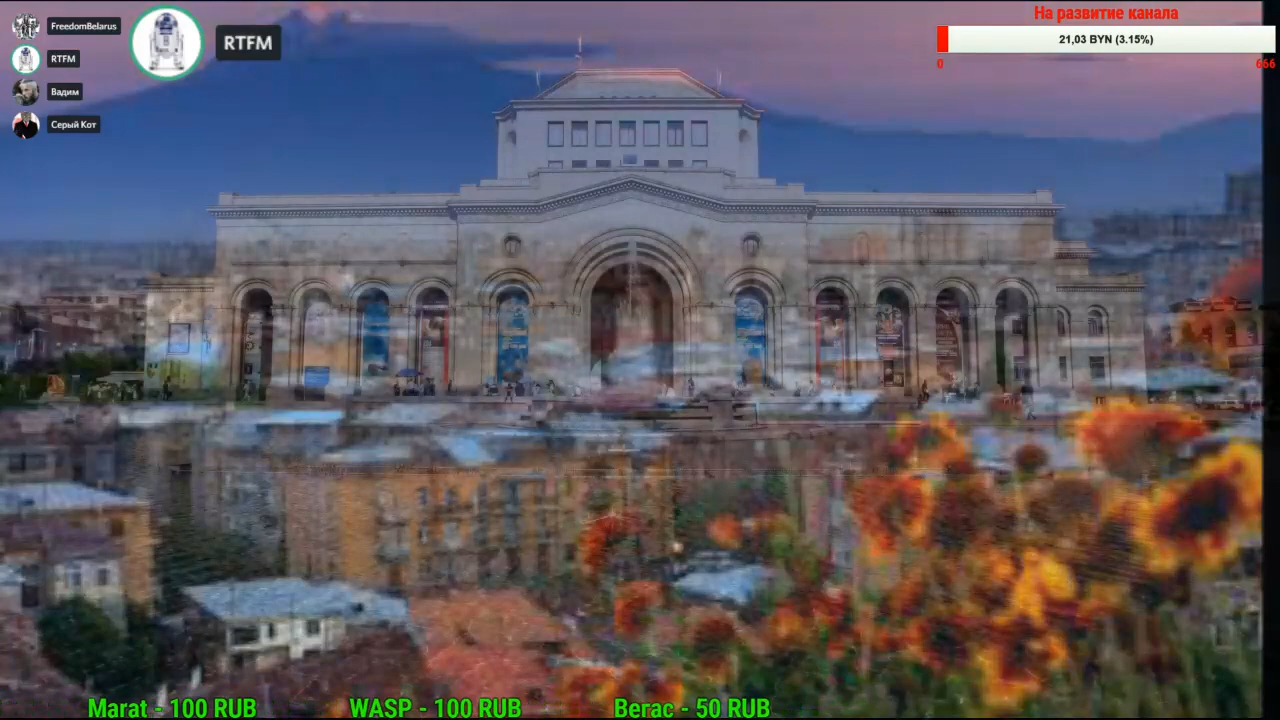 FreedomBelarus
RTFM
Вадим
Серый Кот
RTFM
На развитие канала
21,03 BYN (3.15%)
0
666
Marat - 100 RUB
WASP - 100 RUB
Вегас - 50 RUB